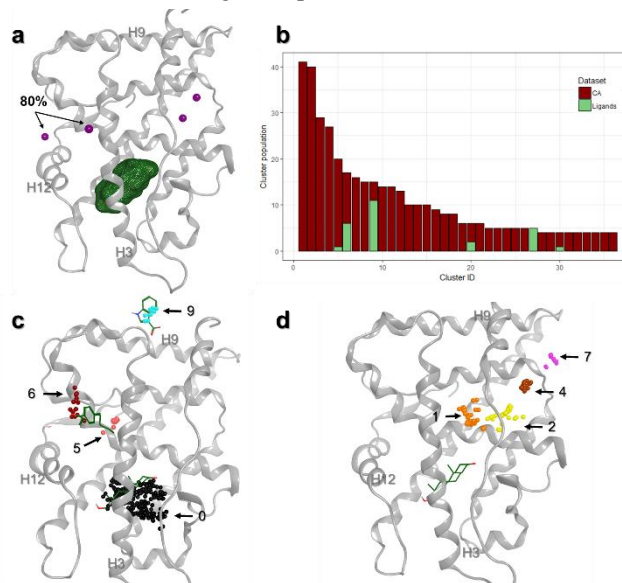 a
H9
80%
H12
H3
b
Cluster population
40
30
20
10
0
Dataset
CA
Ligands
0
10
20
30
Cluster ID
c
9
H9
6
5
H12
0
H3
d
H9
7
4
1
2
H12
H3